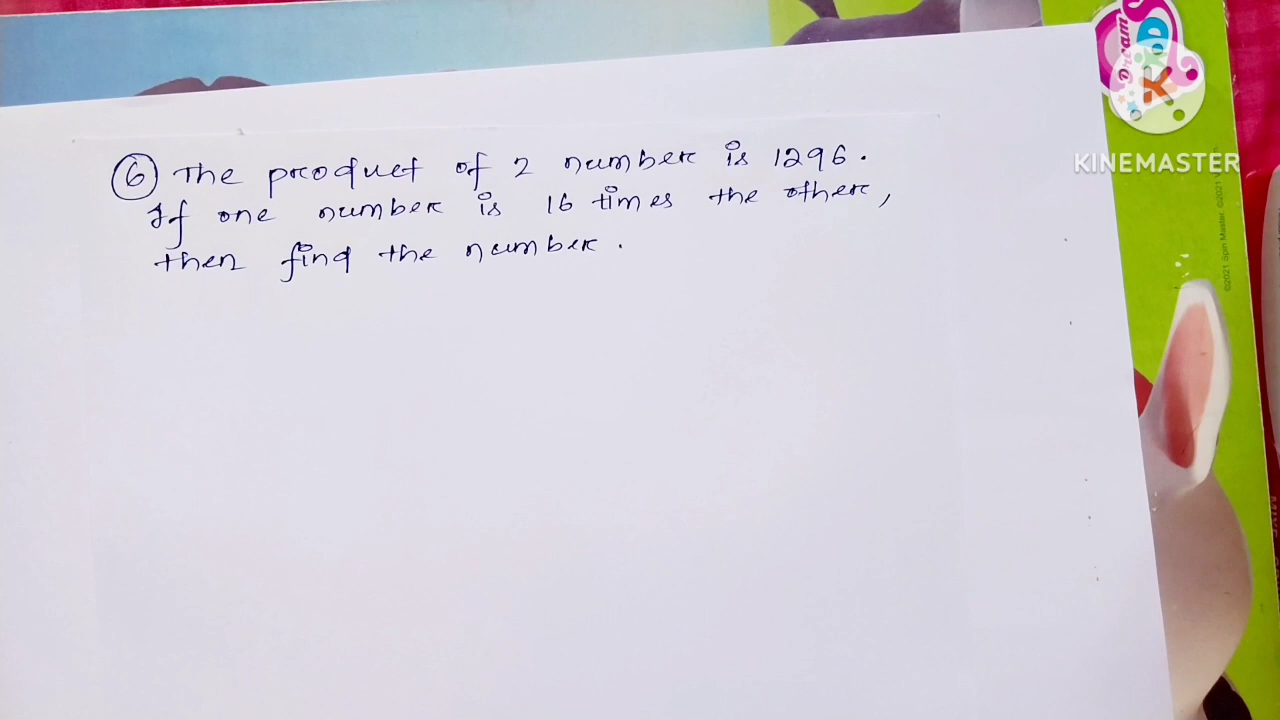 ⑥ The product of 2 number is 1296.
If one number is 16 times the other,
then find the number.
Dream
KINEMASTER